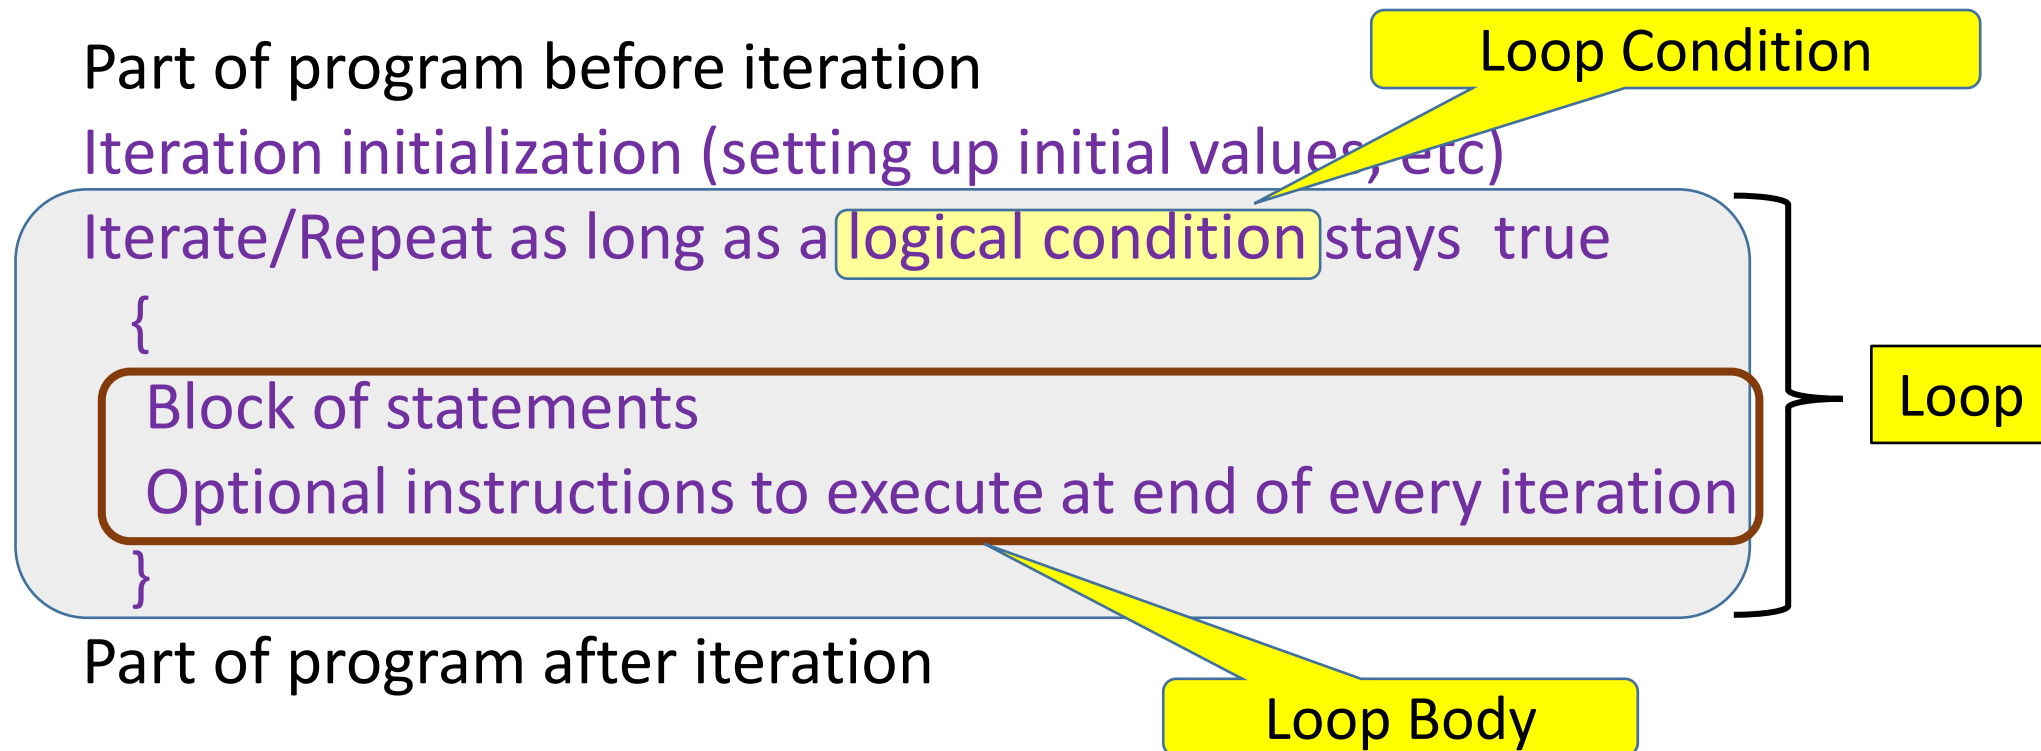 Loop Condition
Part of program before iteration
Iteration initialization (setting up initial values, etc)
Iterate/Repeat as long as a logical condition stays true
{
Block of statements
Loop
Optional instructions to execute at end of every iteration
}
Part of program after iteration
Loop Body